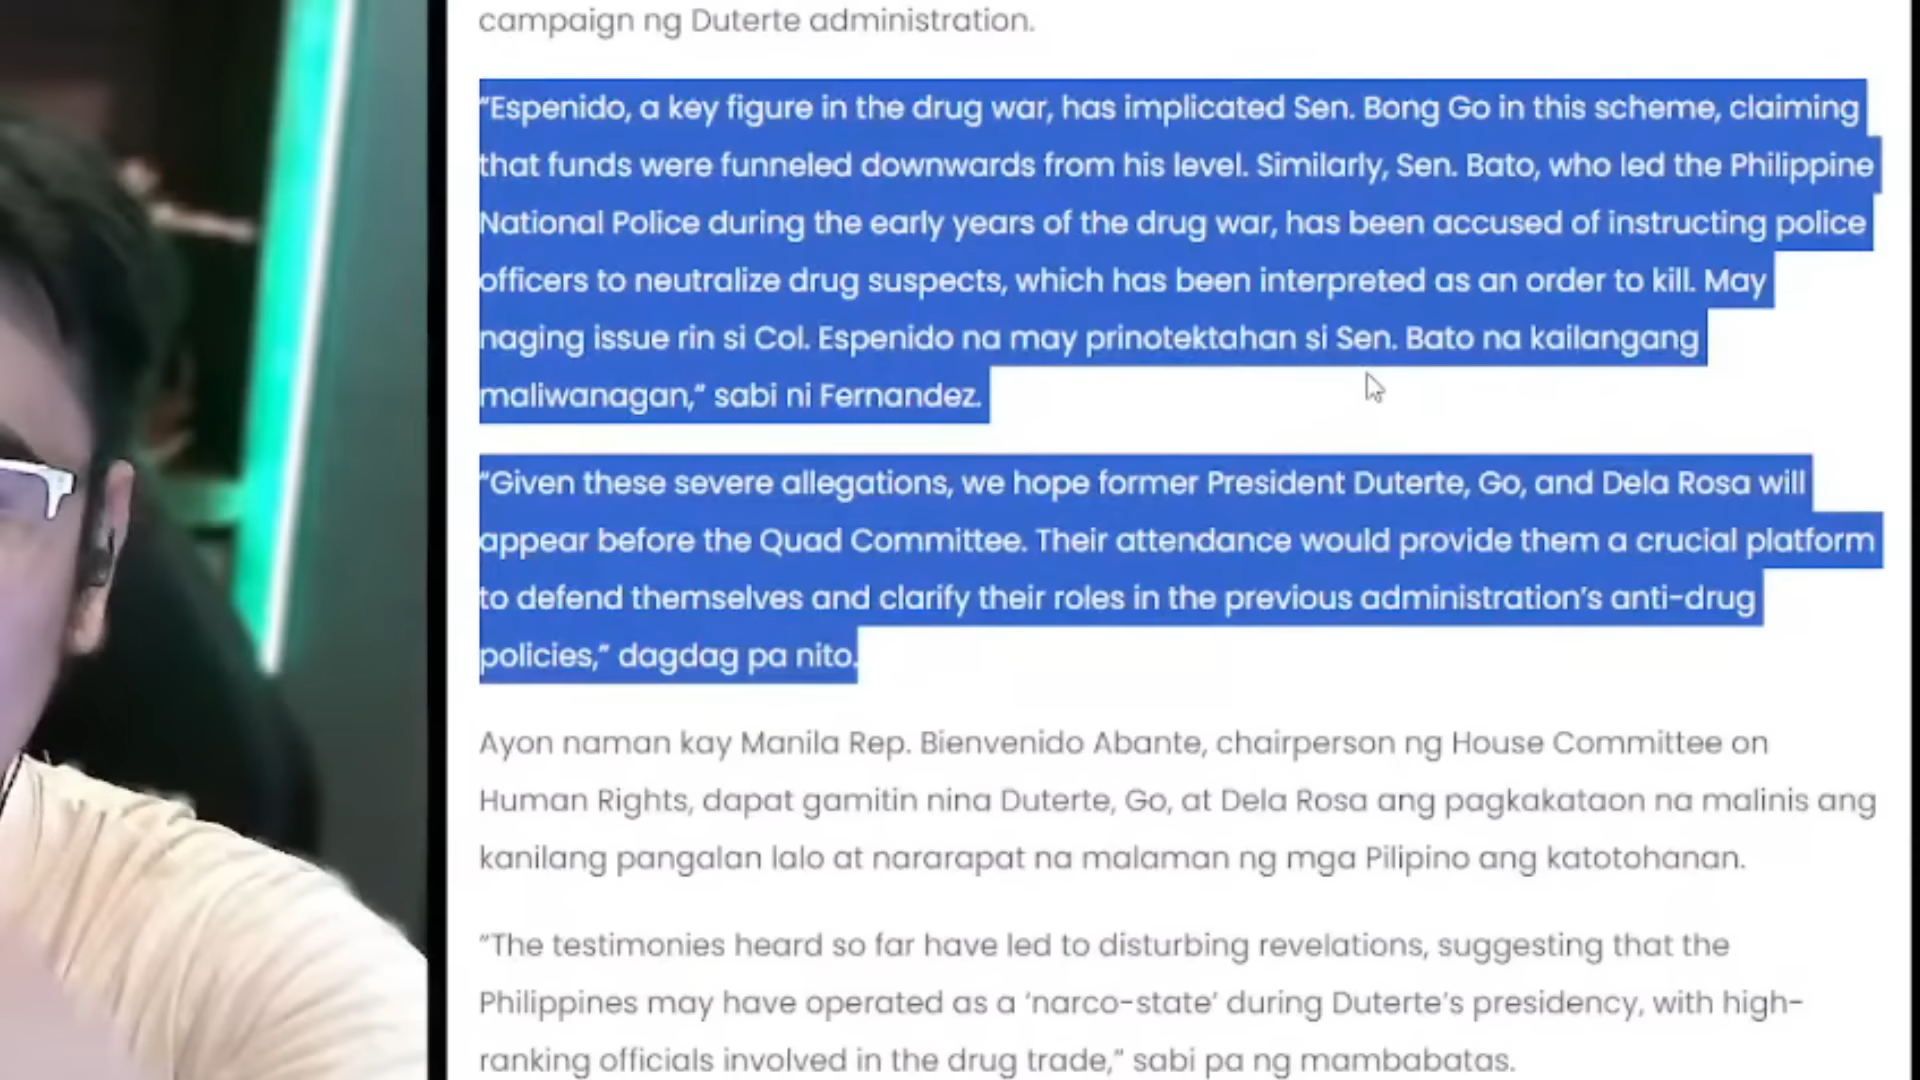 campaign ng Duterte administration.
“Espenido, a key figure in the drug war, has implicated Sen. Bong Go in this scheme, claiming
that funds were funneled downwards from his level. Similarly, Sen. Bato, who led the Philippine
National Police during the early years of the drug war, has been accused of instructing police
officers to neutralize drug suspects, which has been interpreted as an order to kill. May
naging issue rin si Col. Espenido na may prinotektahan si Sen. Bato na kailangang
maliwanagan,” sabi ni Fernandez.
“Given these severe allegations, we hope former President Duterte, Go, and Dela Rosa will
appear before the Quad Committee. Their attendance would provide them a crucial platform
to defend themselves and clarify their roles in the previous administration’s anti-drug
policies,” dagdag pa nito.
Ayon naman kay Manila Rep. Bienvenido Abante, chairperson ng House Committee on
Human Rights, dapat gamitin nina Duterte, Go, at Dela Rosa ang pagkakataon na malinis ang
kanilang pangalan lalo at nararapat na malaman ng mga Pilipino ang katotohanan.
“The testimonies heard so far have led to disturbing revelations, suggesting that the
Philippines may have operated as a ‘narco-state’ during Duterte’s presidency, with high-
ranking officials involved in the drug trade,” sabi pa ng mambabatas.